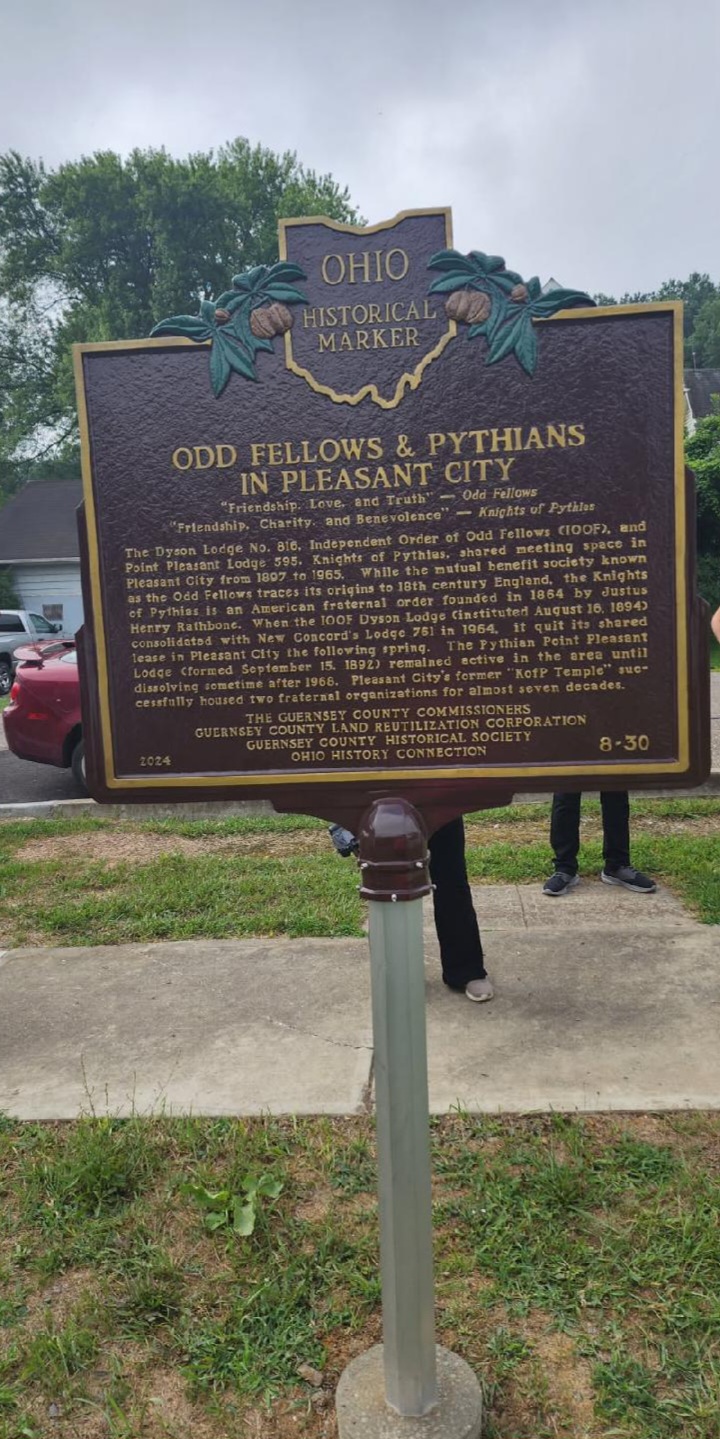 OHIO
HISTORICAL
MARKER
ODD FELLOWS & PYTHIANS
IN PLEASANT CITY
"Friendship, Love, and Truth" — Odd Fellows
"Friendship, Charity, and Benevolence" — Knights of Pythias
The Dyson Lodge No. 816, Independent Order of Odd Fellows (IOOF), and
Point Pleasant Lodge 595, Knights of Pythias, shared meeting space in
Pleasant City from 1897 to 1965. While the mutual benefit society known
as the Odd Fellows traces its origins to 18th century England, the Knights
of Pythias is an American fraternal order founded in 1864 by Justus
Henry Rathbone. When the IOOF Dyson Lodge (instituted August 16, 1894)
consolidated with New Concord's Lodge 751 in 1964, it quit its shared
lease in Pleasant City the following spring. The Pythian Point Pleasant
Lodge (formed September 15, 1892) remained active in the area until
dissolving sometime after 1968. Pleasant City's former "KofP Temple" suc-
cessfully housed two fraternal organizations for almost seven decades.
THE GUERNSEY COUNTY COMMISSIONERS
GUERNSEY COUNTY LAND REUTILIZATION CORPORATION
GUERNSEY COUNTY HISTORICAL SOCIETY
OHIO HISTORY CONNECTION
2024
8-30